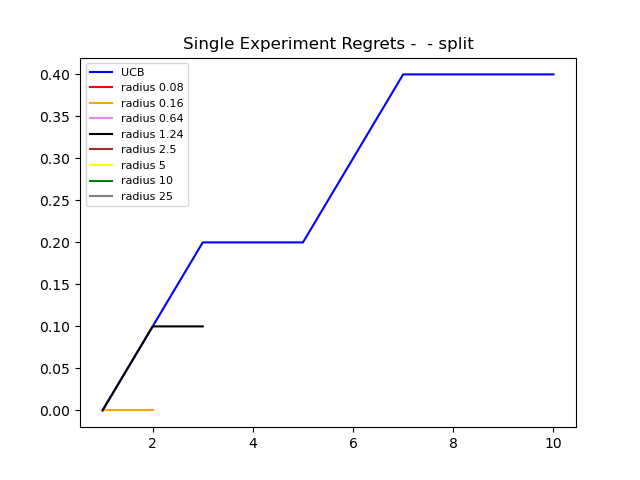 Single Experiment Regrets -  - split
0.40
0.35
0.30
0.25
0.20
0.15
0.10
0.05
0.00
UCB
radius 0.08
radius 0.16
radius 0.64
radius 1.24
radius 2.5
radius 5
radius 10
radius 25
2 4 6 8 10